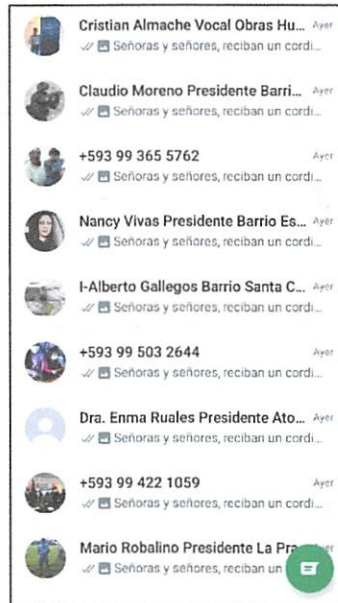 Cristian Almache Vocal Obras Hu... Ayer
Señoras y señores, reciban un cordi...
Claudio Moreno Presidente Barri... Ayer
Señoras y señores, reciban un cordi...
+593 99 365 5762 Ayer
Señoras y señores, reciban un cordi...
Nancy Vivas Presidente Barrio Es... Ayer
Señoras y señores, reciban un cordi...
I-Alberto Gallegos Barrio Santa C... Ayer
Señoras y señores, reciban un cordi...
+593 99 503 2644 Ayer
Señoras y señores, reciban un cordi...
Dra. Enma Ruales Presidente Ato... Ayer
Señoras y señores, reciban un cordi...
+593 99 422 1059 Ayer
Señoras y señores, reciban un cordi...
Mario Robalino Presidente La Pra
Señoras y señores, reciban un